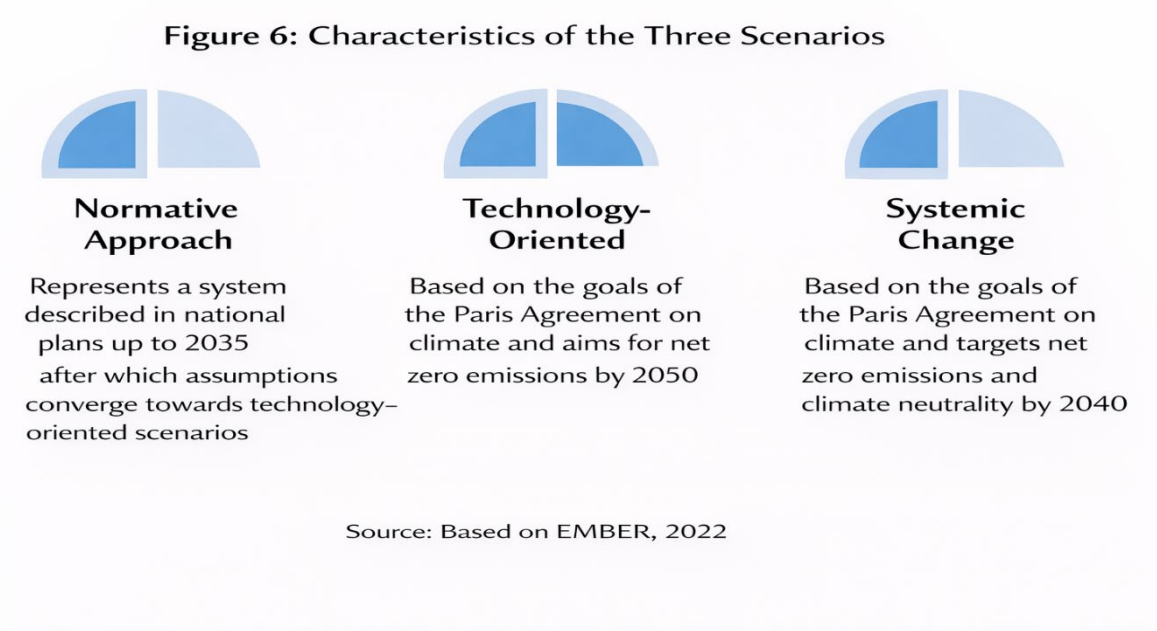 Figure 6: Characteristics of the Three Scenarios
Normative
Approach
Represents a system
described in national
plans up to 2035
after which assumptions
converge towards technology–
oriented scenarios
Technology-
Oriented
Based on the goals of
the Paris Agreement on
climate and aims for net
zero emissions by 2050
Systemic
Change
Based on the goals of
the Paris Agreement on
climate and targets net
zero emissions and
climate neutrality by 2040
Source: Based on EMBER, 2022